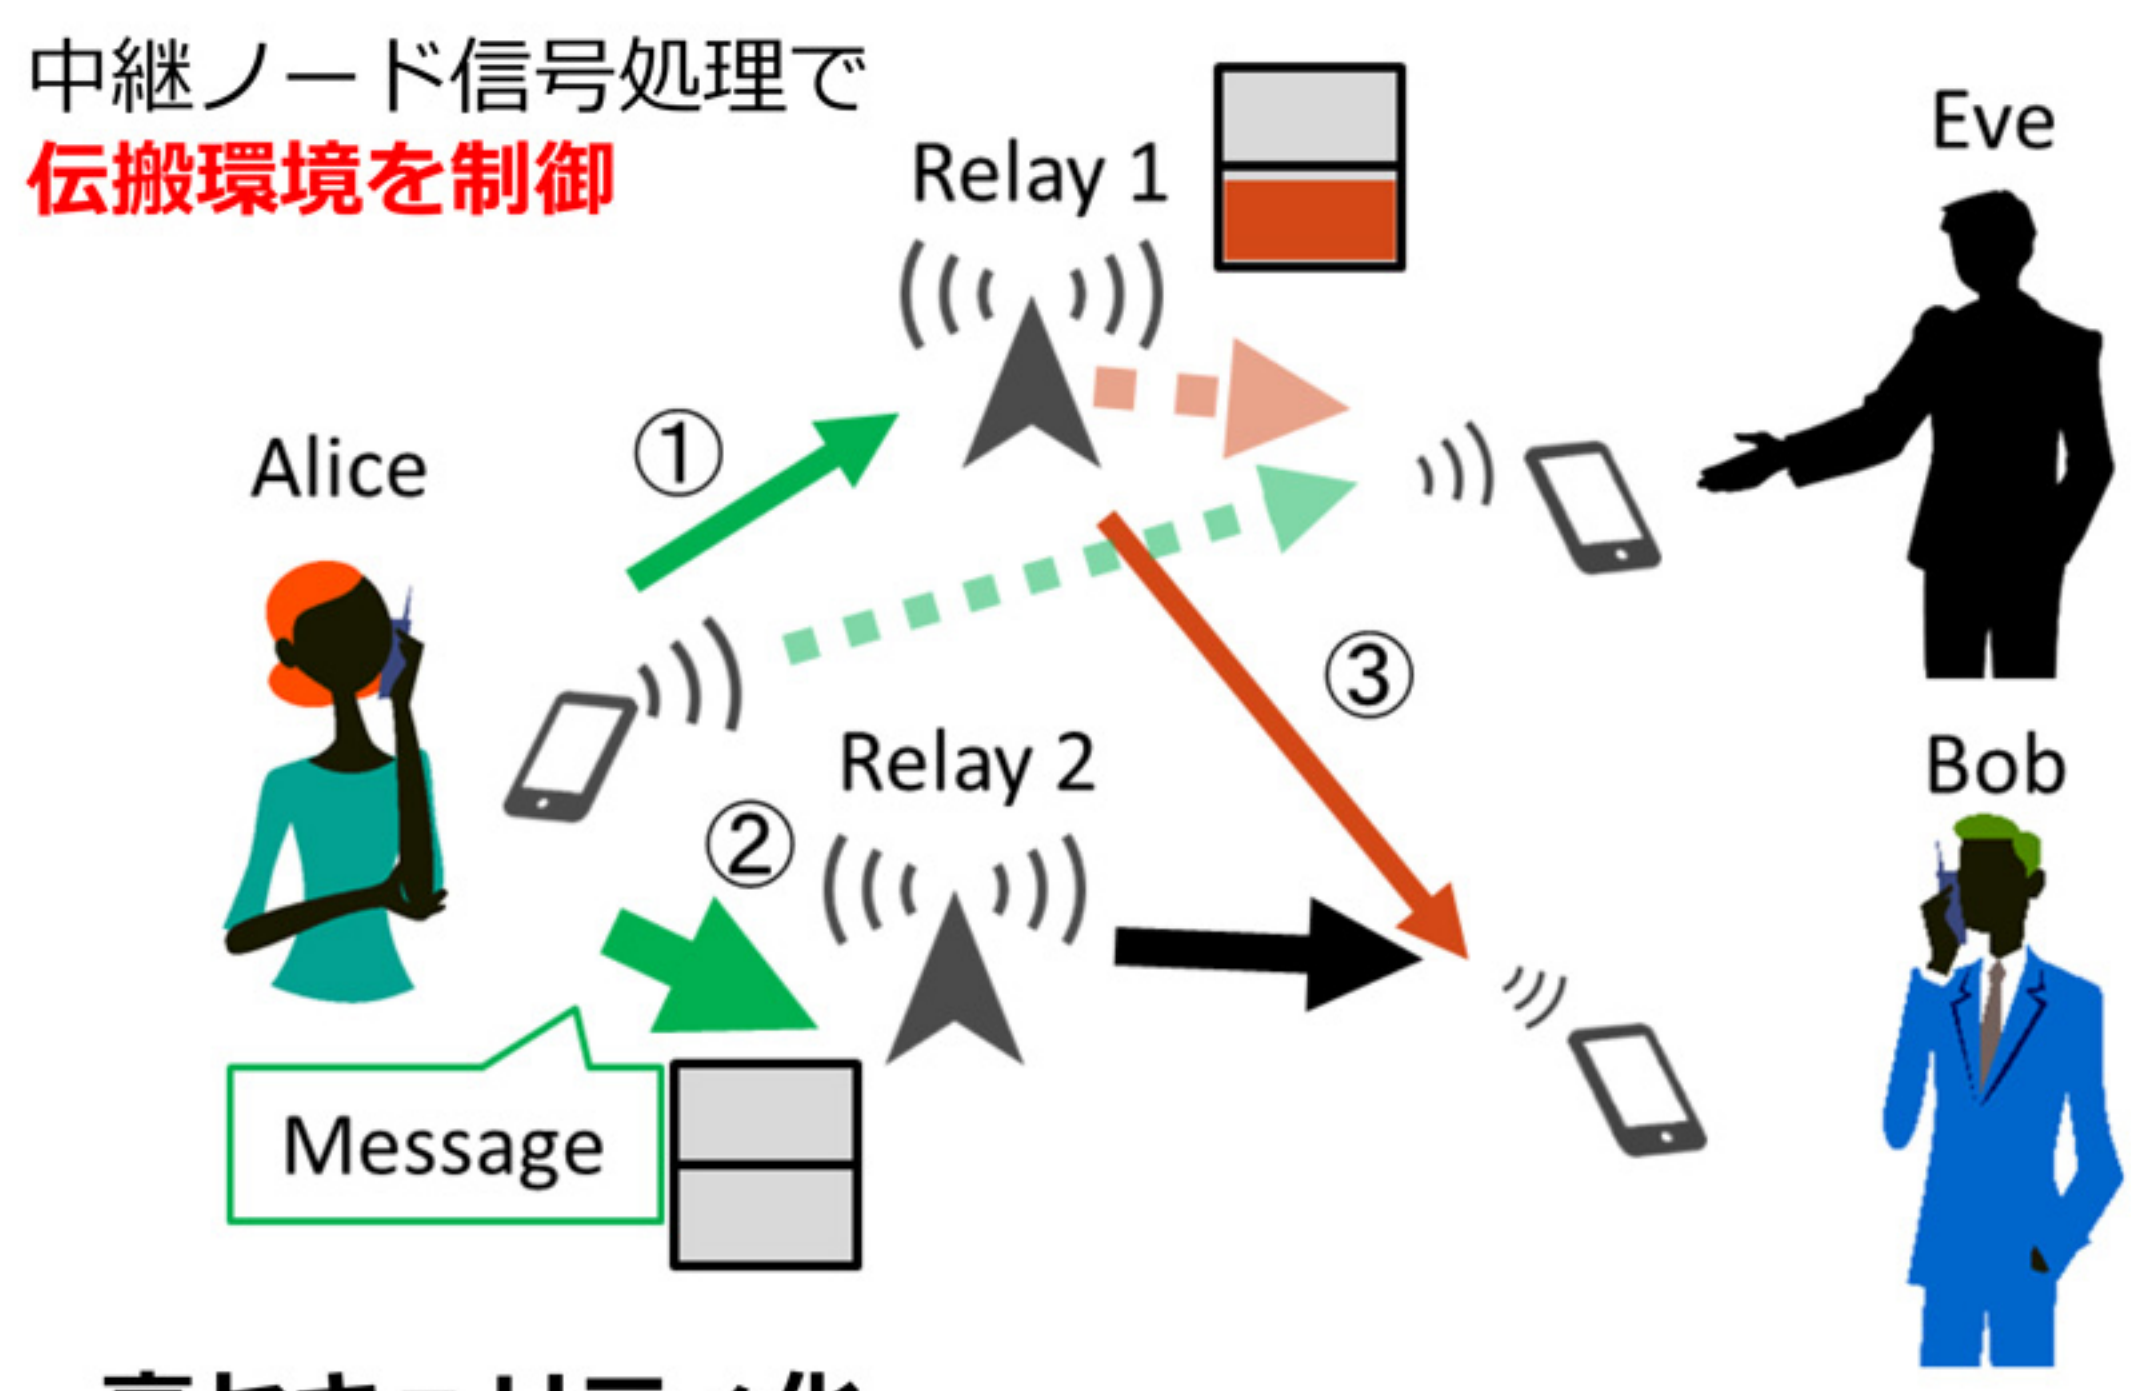 中継ノード信号処理で
伝搬環境を制御
Relay 1
Eve
①
Alice
③
Relay 2
Bob
②
Message